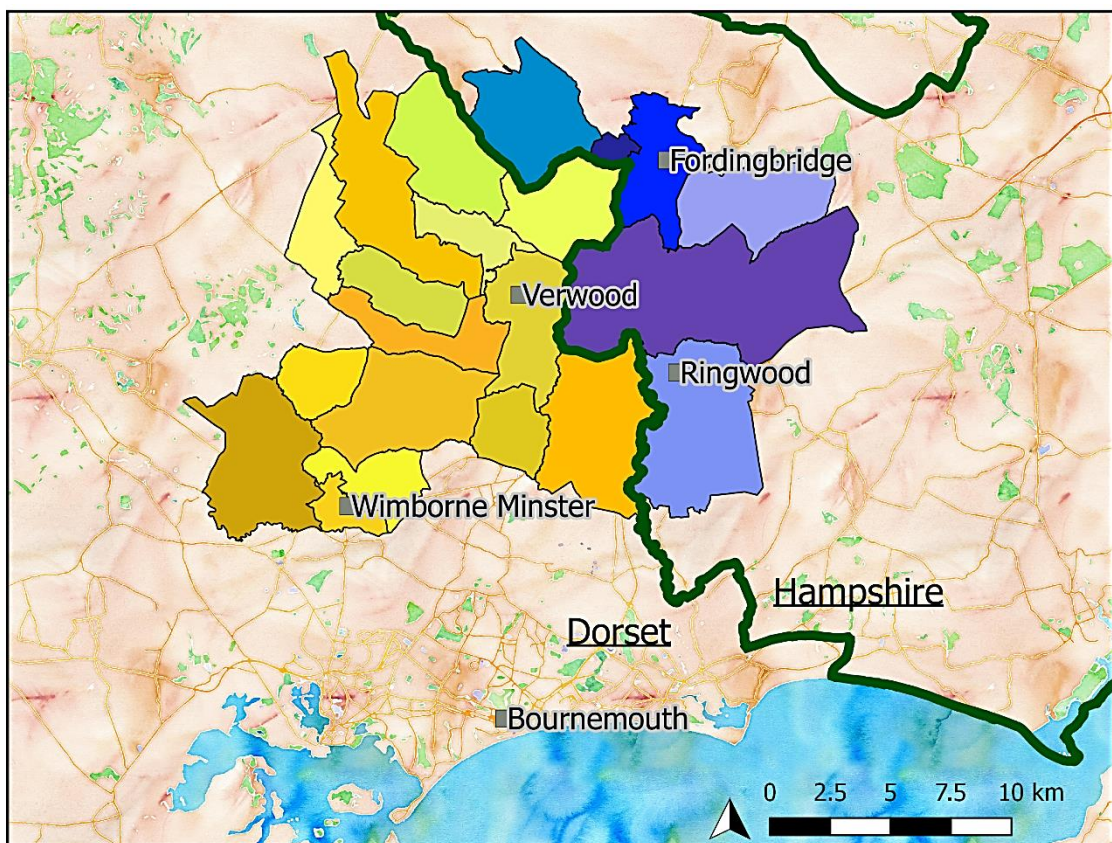 Fordingbridge
Verwood
Ringwood
Wimborne Minster
Hampshire
Dorset
Bournemouth
0 2.5 5 7.5 10 km